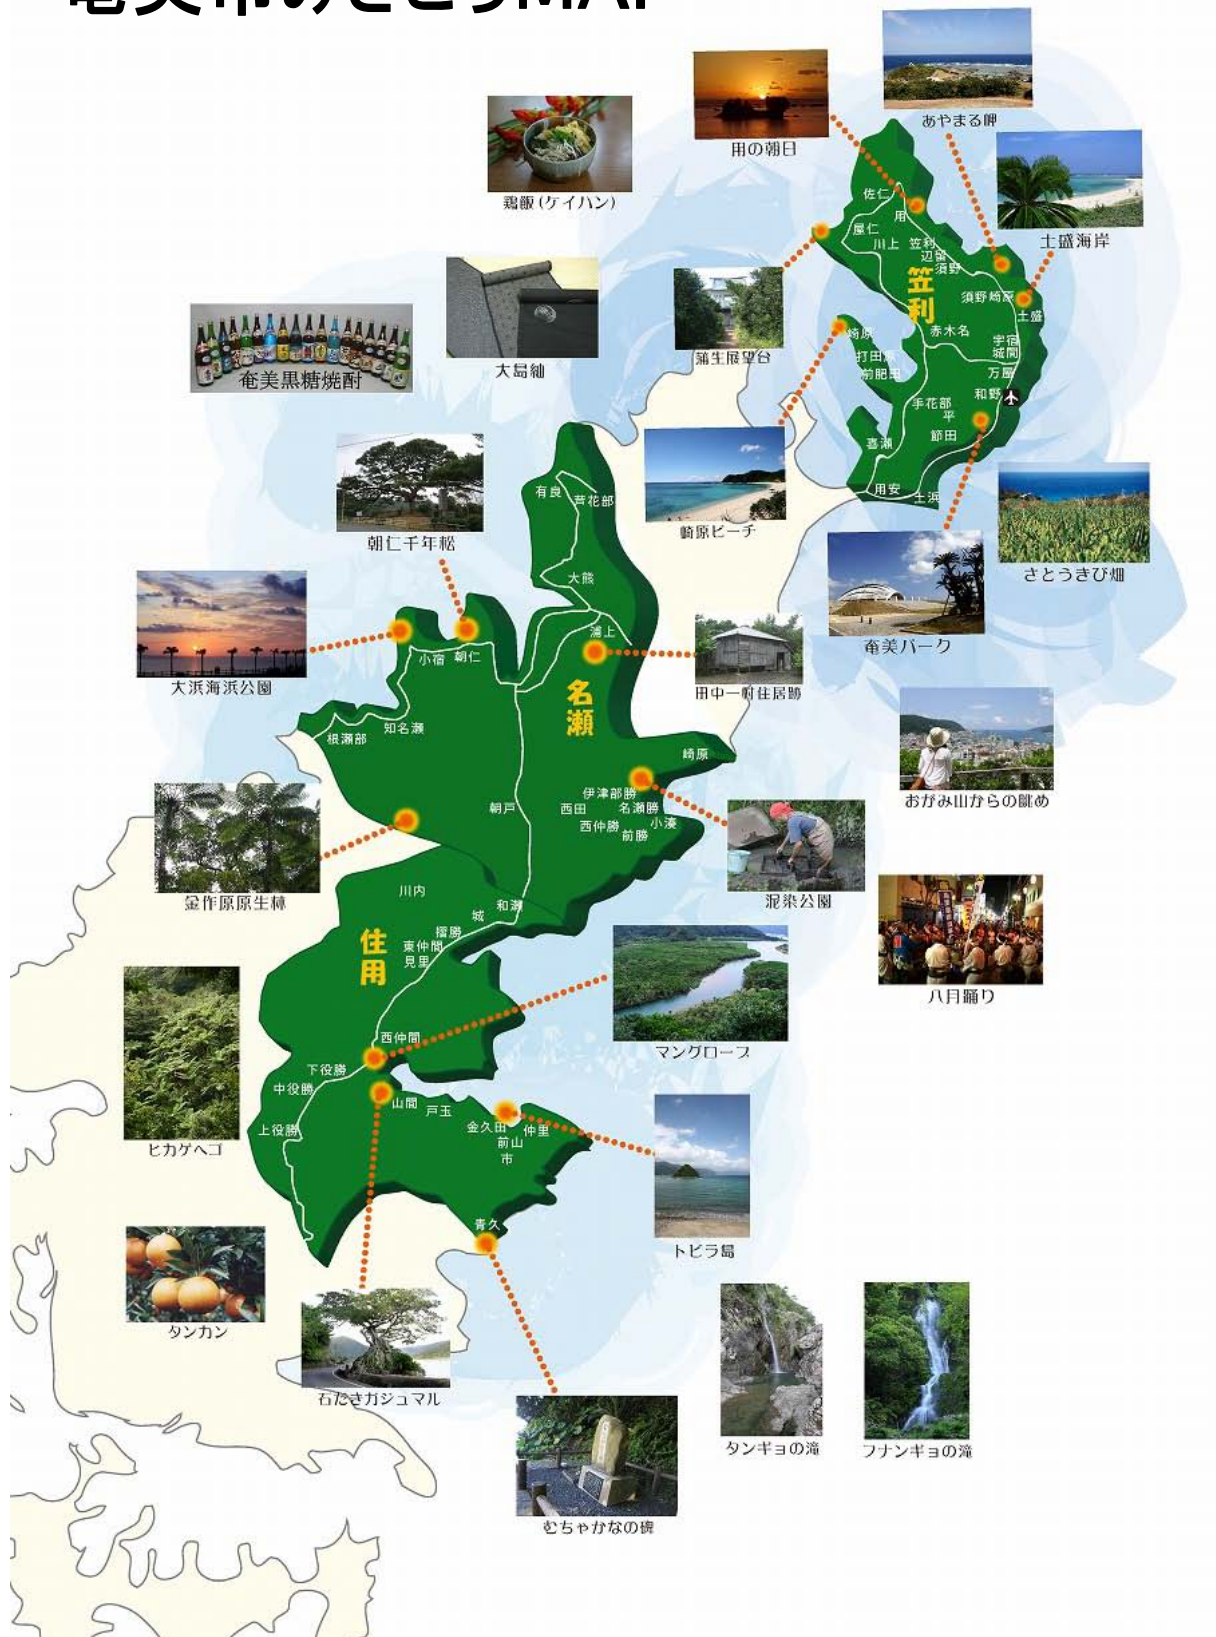 奄美市みどころMAP
あやまる岬
用の朝日
鶏飯(ケイハン)
土盛海岸
佐仁
用
屋仁
川上
笠利
辺留
須野
笠利
須野崎原
土盛
大島紬
蒲生展望台
崎原
赤木名
宇宿
城間
打田原
前肥田
万屋
和野
奄美黒糖焼酎
手花部
平
節田
喜瀬
用安
土浜
有良
芦花部
崎原ビーチ
朝仁千年松
さとうきび畑
大熊
奄美パーク
浦上
小宿
朝仁
大浜海浜公園
田中一村住居跡
名瀬
知名瀬
根瀬部
崎原
おがみ山からの眺め
伊津部勝
朝戸
西田
名瀬勝
西仲勝
小湊
前勝
金作原原生林
泥染公園
川内
和瀬
城
摺勝
住用
東仲間
見里
八月踊り
西仲間
マングローブ
下役勝
中役勝
山間
戸玉
上役勝
金久田
仲里
前山
市
ヒカゲヘゴ
青久
トビラ島
タンカン
石だきガジュマル
タンギョの滝
フナンギョの滝
むちゃかなの碑